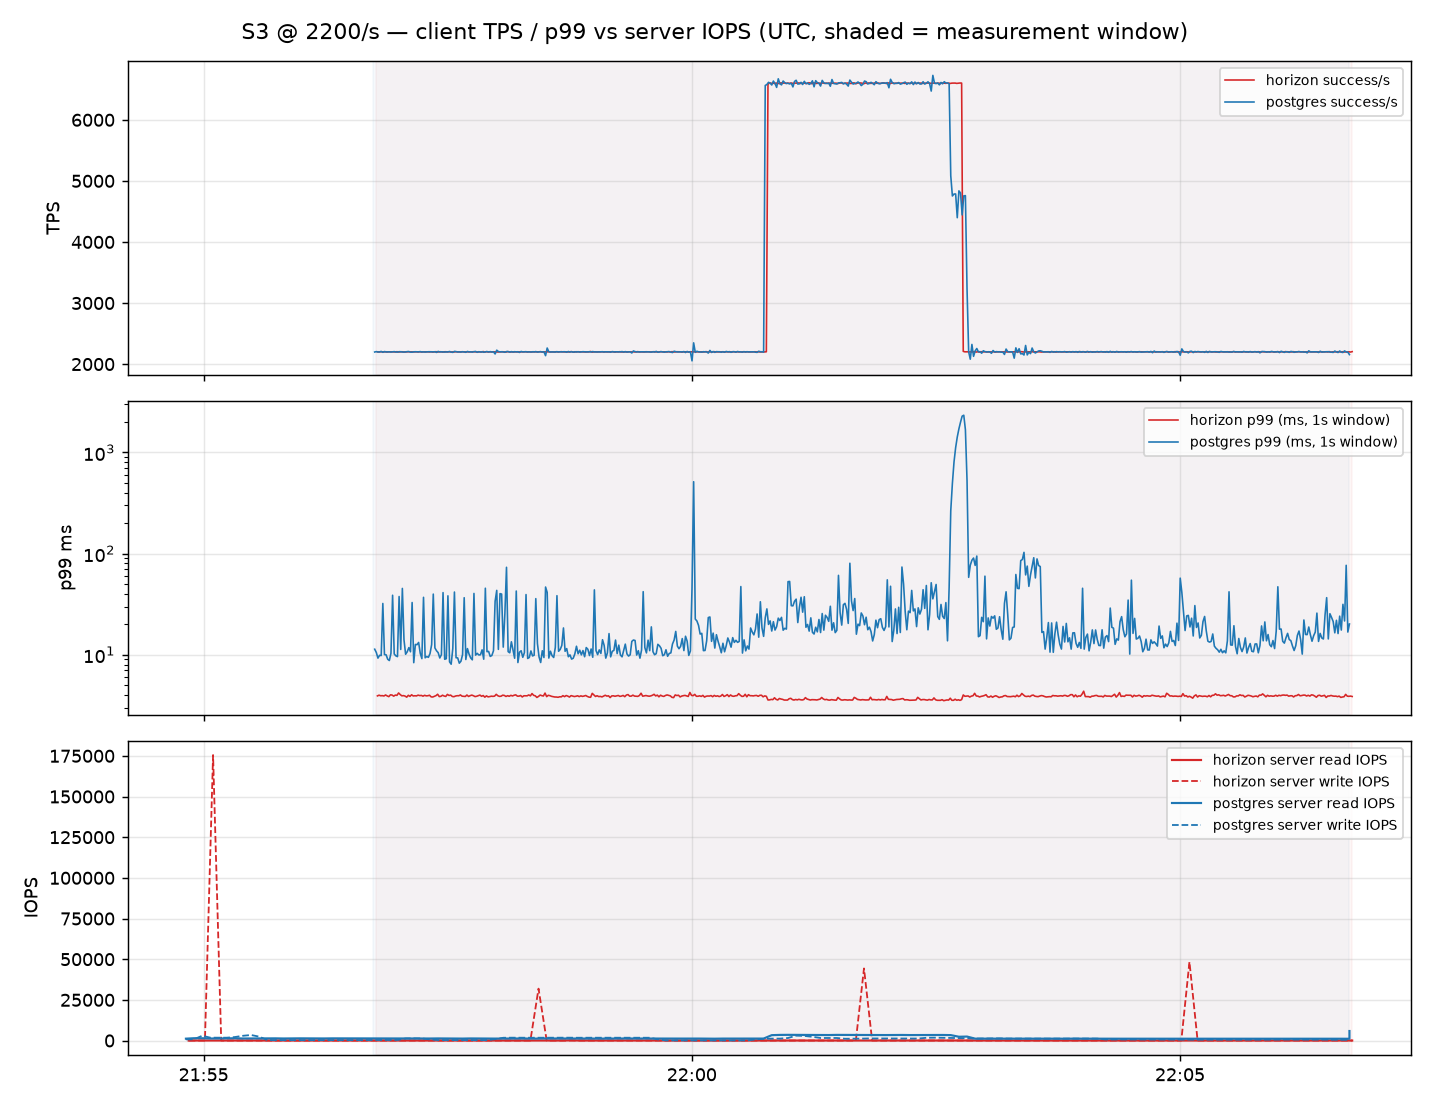 S3 @ 2200/s — client TPS / p99 vs server IOPS (UTC, shaded = measurement window)
horizon success/s
postgres success/s
TPS
6000
5000
4000
3000
2000
horizon p99 (ms, 1s window)
postgres p99 (ms, 1s window)
p99 ms
10³
10²
10¹
horizon server read IOPS
horizon server write IOPS
postgres server read IOPS
postgres server write IOPS
IOPS
175000
150000
125000
100000
75000
50000
25000
0
21:55
22:00
22:05